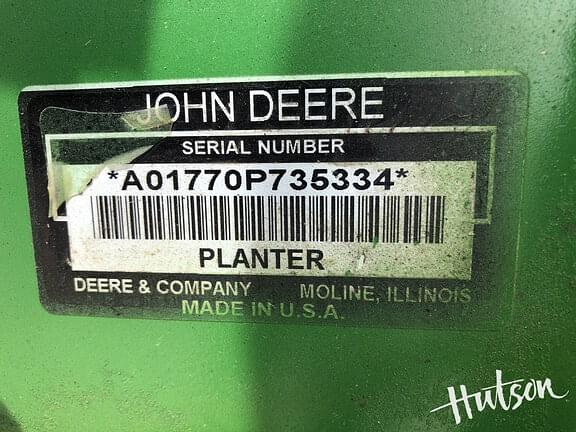 JOHN DEERE
SERIAL NUMBER
*A01770P735334*
PLANTER
DEERE & COMPANY MOLINE, ILLINOIS
MADE IN U.S.A.
Hutson